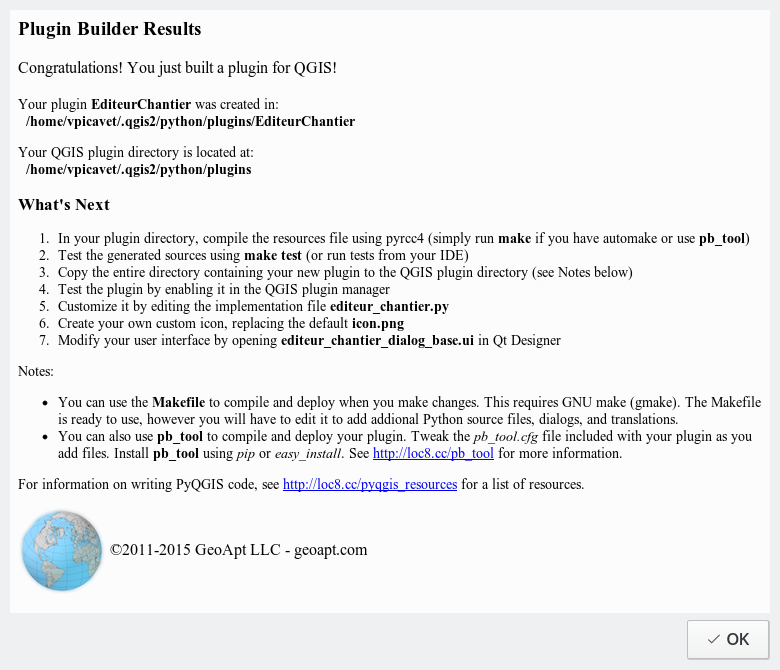 Plugin Builder Results
Congratulations! You just built a plugin for QGIS!
Your plugin EditeurChantier was created in:
/home/vpicavet/.qgis2/python/plugins/EditeurChantier
Your QGIS plugin directory is located at:
/home/vpicavet/.qgis2/python/plugins
What's Next
1. In your plugin directory, compile the resources file using pyrcc4 (simply run make if you have automake or use pb_tool)
2. Test the generated sources using make test (or run tests from your IDE)
3. Copy the entire directory containing your new plugin to the QGIS plugin directory (see Notes below)
4. Test the plugin by enabling it in the QGIS plugin manager
5. Customize it by editing the implementation file editeur_chantier.py
6. Create your own custom icon, replacing the default icon.png
7. Modify your user interface by opening editeur_chantier_dialog_base.ui in Qt Designer
Notes:
• You can use the Makefile to compile and deploy when you make changes. This requires GNU make (gmake). The Makefile
is ready to use, however you will have to edit it to add addional Python source files, dialogs, and translations.
• You can also use pb_tool to compile and deploy your plugin. Tweak the pb_tool.cfg file included with your plugin as you
add files. Install pb_tool using pip or easy_install. See http://loc8.cc/pb_tool for more information.
For information on writing PyQGIS code, see http://loc8.cc/pyqgis_resources for a list of resources.
©2011-2015 GeoApt LLC - geoapt.com
OK